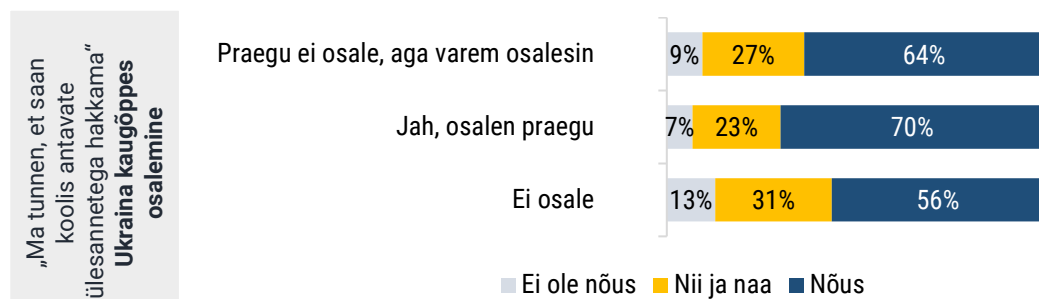 „Ma tunnen, et saan
koolis antavate
ülesannetega hakkama“
Ukraina kaugõppes
osalemine
Praegu ei osale, aga varem osalesin
9% 27% 64%
Jah, osalen praegu
7% 23% 70%
Ei osale
13% 31% 56%
Ei ole nõus Nii ja naa Nõus